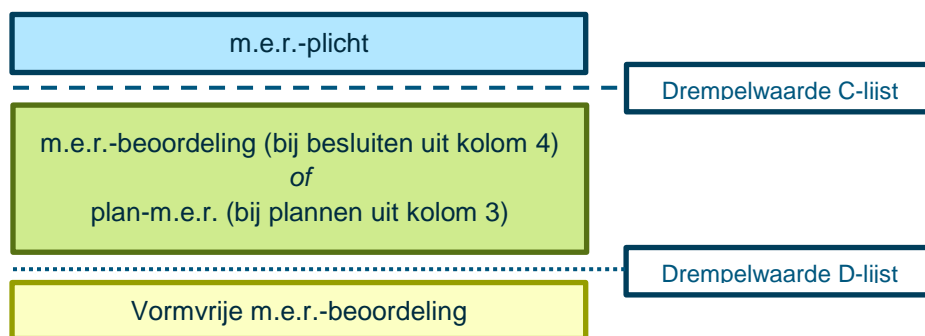 m.e.r.-plicht
Drempelwaarde C-lijst
m.e.r.-beoordeling (bij besluiten uit kolom 4)
of
plan-m.e.r. (bij plannen uit kolom 3)
Drempelwaarde D-lijst
Vormvrije m.e.r.-beoordeling